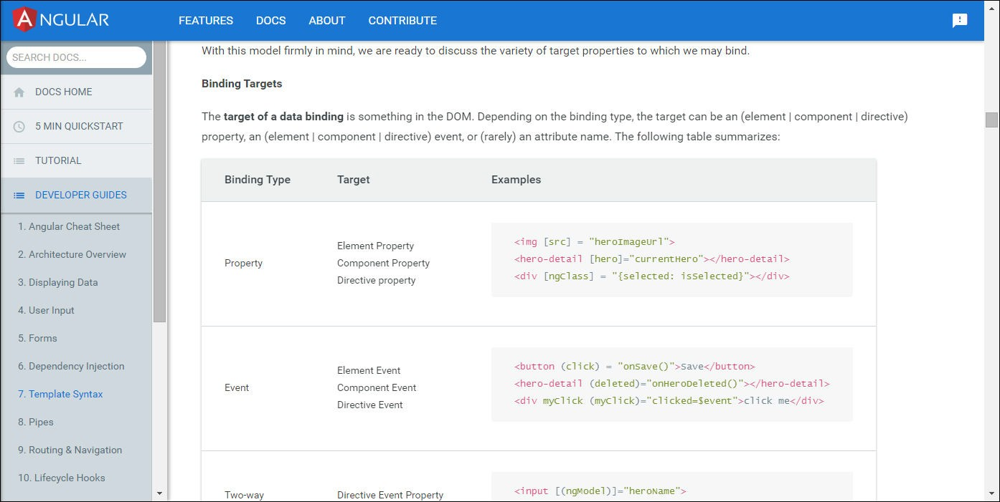 ANGULAR
FEATURES DOCS ABOUT CONTRIBUTE
SEARCH DOCS...
DOCS HOME
5 MIN QUICKSTART
TUTORIAL
DEVELOPER GUIDES
1. Angular Cheat Sheet
2. Architecture Overview
3. Displaying Data
4. User Input
5. Forms
6. Dependency Injection
7. Template Syntax
8. Pipes
9. Routing & Navigation
10. Lifecycle Hooks
With this model firmly in mind, we are ready to discuss the variety of target properties to which we may bind.
Binding Targets
The target of a data binding is something in the DOM. Depending on the binding type, the target can be an (element | component | directive)
property, an (element | component | directive) event, or (rarely) an attribute name. The following table summarizes:
Binding Type Target Examples
Property
Element Property
Component Property
Directive property
<img [src] = "heroImageUrl">
<hero-detail [hero]="currentHero"></hero-detail>
<div [ngClass] = "{selected: isSelected}"></div>
Event
Element Event
Component Event
Directive Event
<button (click) = "onSave()">Save</button>
<hero-detail (deleted)="onHeroDeleted()"></hero-detail>
<div myClick (myClick)="clicked=$event">click me</div>
Two-way
Directive Event Property
<input [(ngModel)]="heroName">